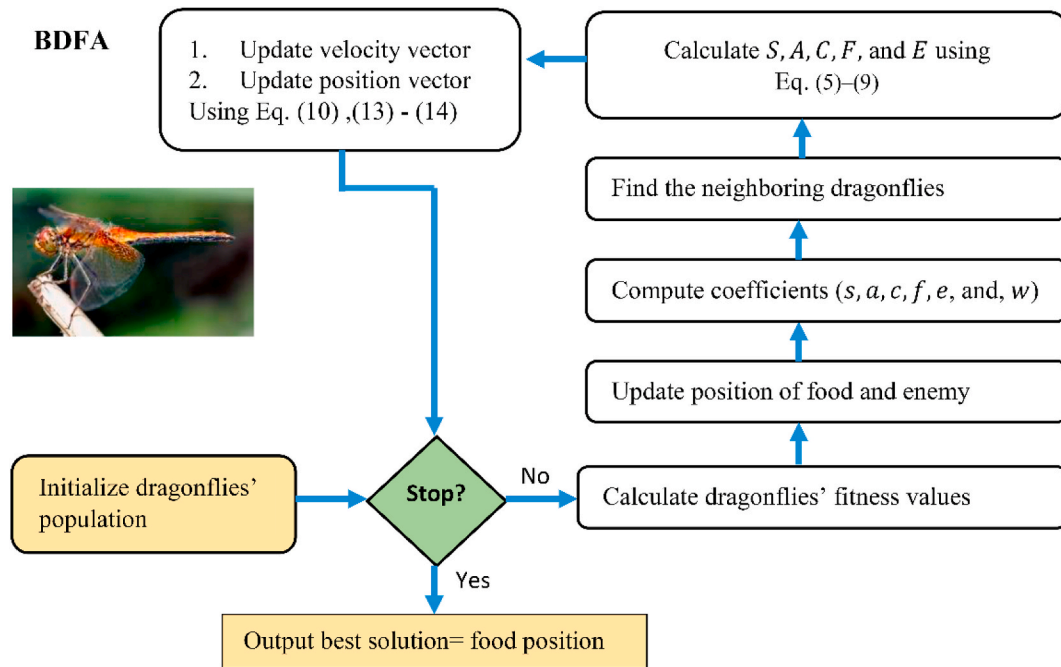 BDFA
1. Update velocity vector
2. Update position vector
Using Eq. (10) ,(13) - (14)
Calculate S, A, C, F, and E using
Eq. (5)–(9)
Find the neighboring dragonflies
Compute coefficients (s, a, c, f, e, and, w)
Update position of food and enemy
Initialize dragonflies’
population
Stop?
No
Calculate dragonflies’ fitness values
Yes
Output best solution= food position